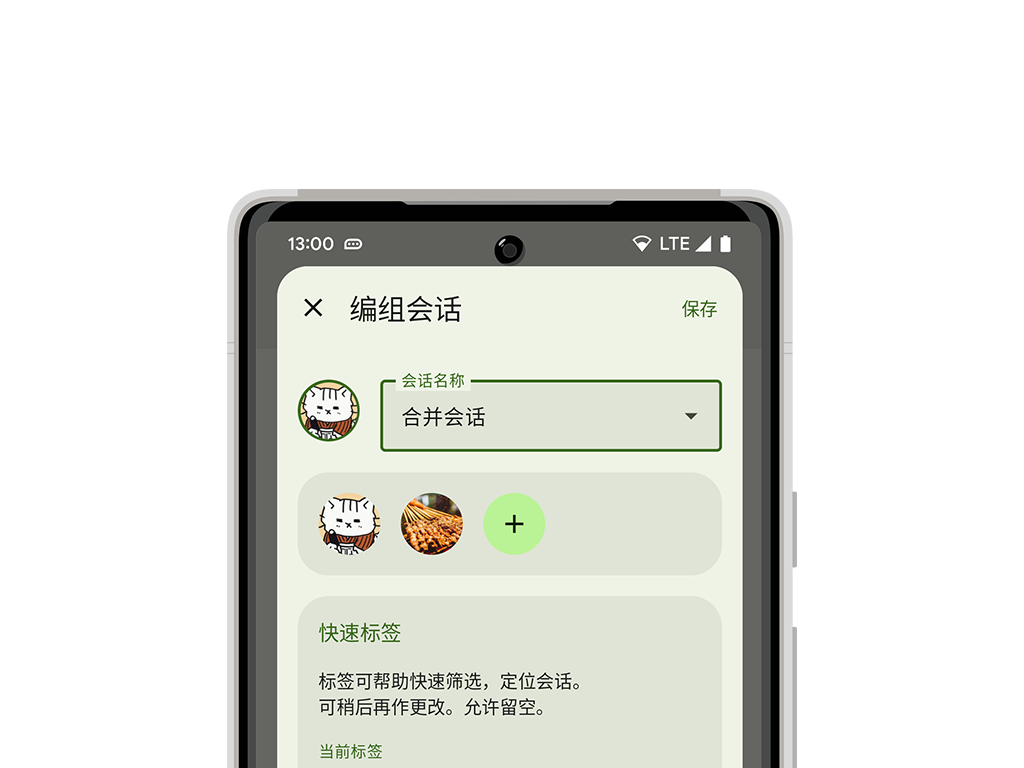 13:00
LTE
编组会话
保存
会话名称
合并会话
快速标签
标签可帮助快速筛选，定位会话。
可稍后再作更改。允许留空。
当前标签